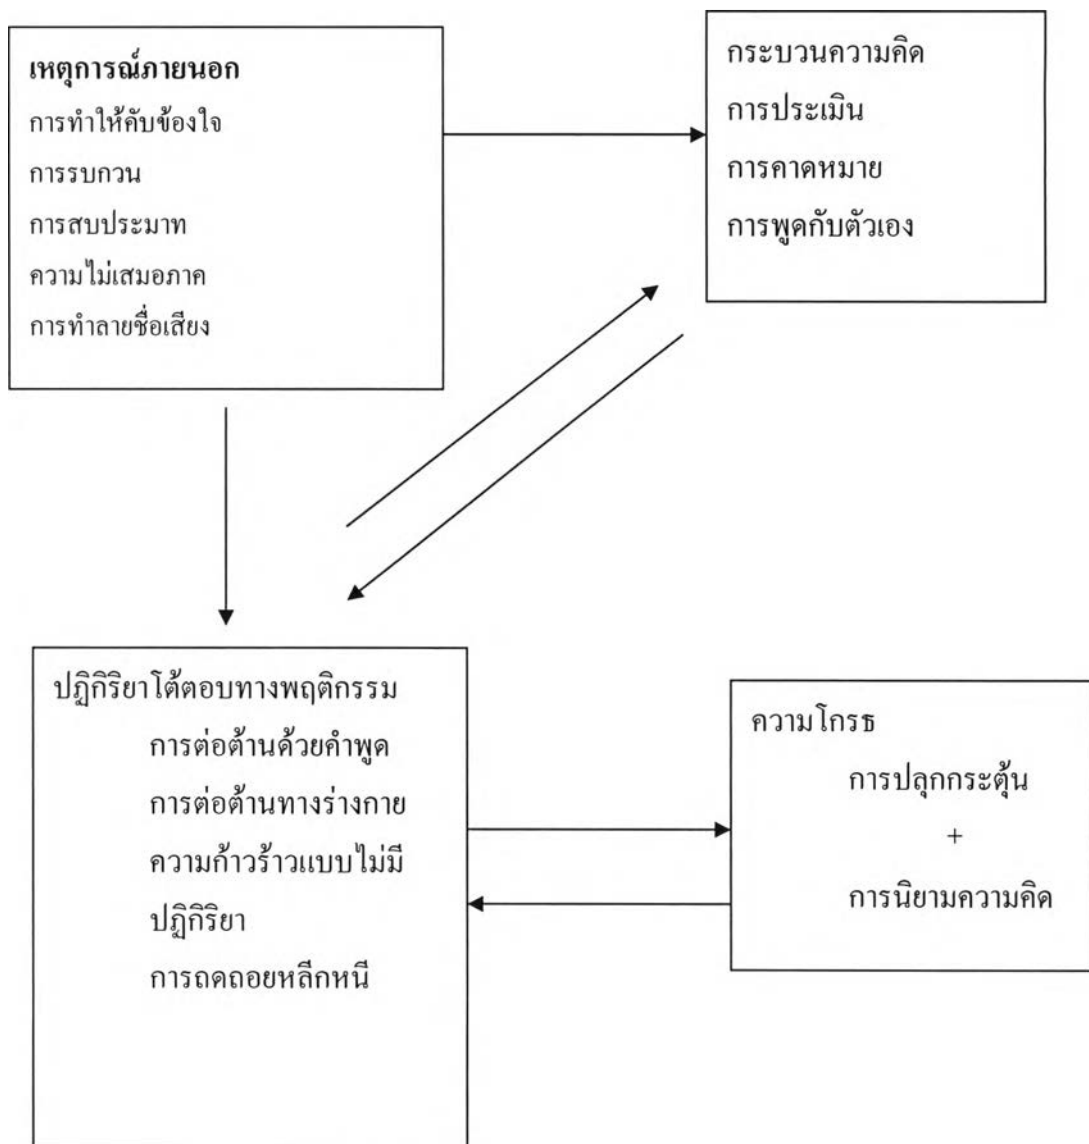 เหตุการณ์ภายนอก
การทำให้คับข้องใจ
การรบกวน
การสบประมาท
ความไม่เสมอภาค
การทำลายชื่อเสียง
กระบวนความคิด
การประเมิน
การคาดหมาย
การพูดกับตัวเอง
ปฏิกิริยาโต้ตอบทางพฤติกรรม
การต่อต้านด้วยคำพูด
การต่อต้านทางร่างกาย
ความก้าวร้าวแบบไม่มี
ปฏิกิริยา
การถดถอยหลีกหนี
ความโกรธ
การปลุกกระตุ้น
+
การนิยามความคิด